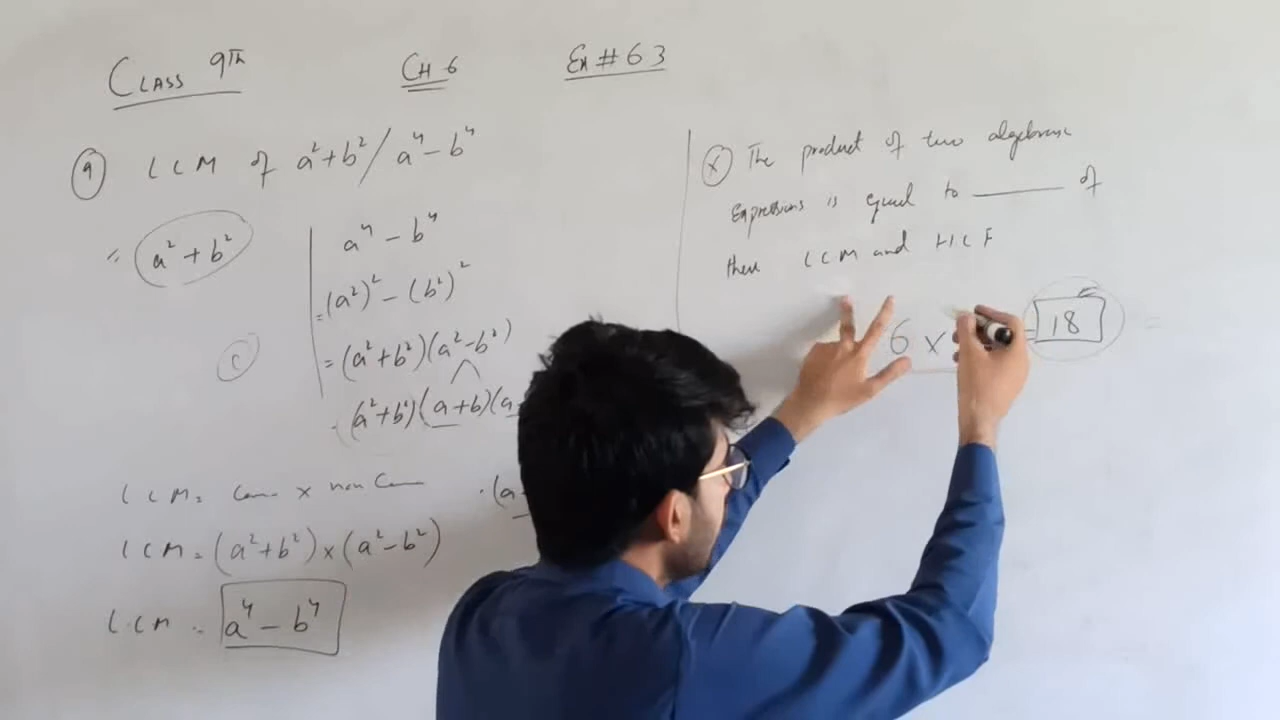 CLASS 9TH
CH 6
Ex # 6 3
9 LCM of a²+b² / a⁴-b⁴
= a² + b²
a⁴ - b⁴
= (a²)² - (b²)²
= (a²+b²)(a²-b²)
(a²+b²)(a+b)(a-
C
LCM = x non
.(a-
LCM = (a²+b²)×(a²-b²)
LCM = a⁴ - b⁴
X The product of two algebraic
Expressions is equal to ______ of
their LCM and HCF
6 × = 18